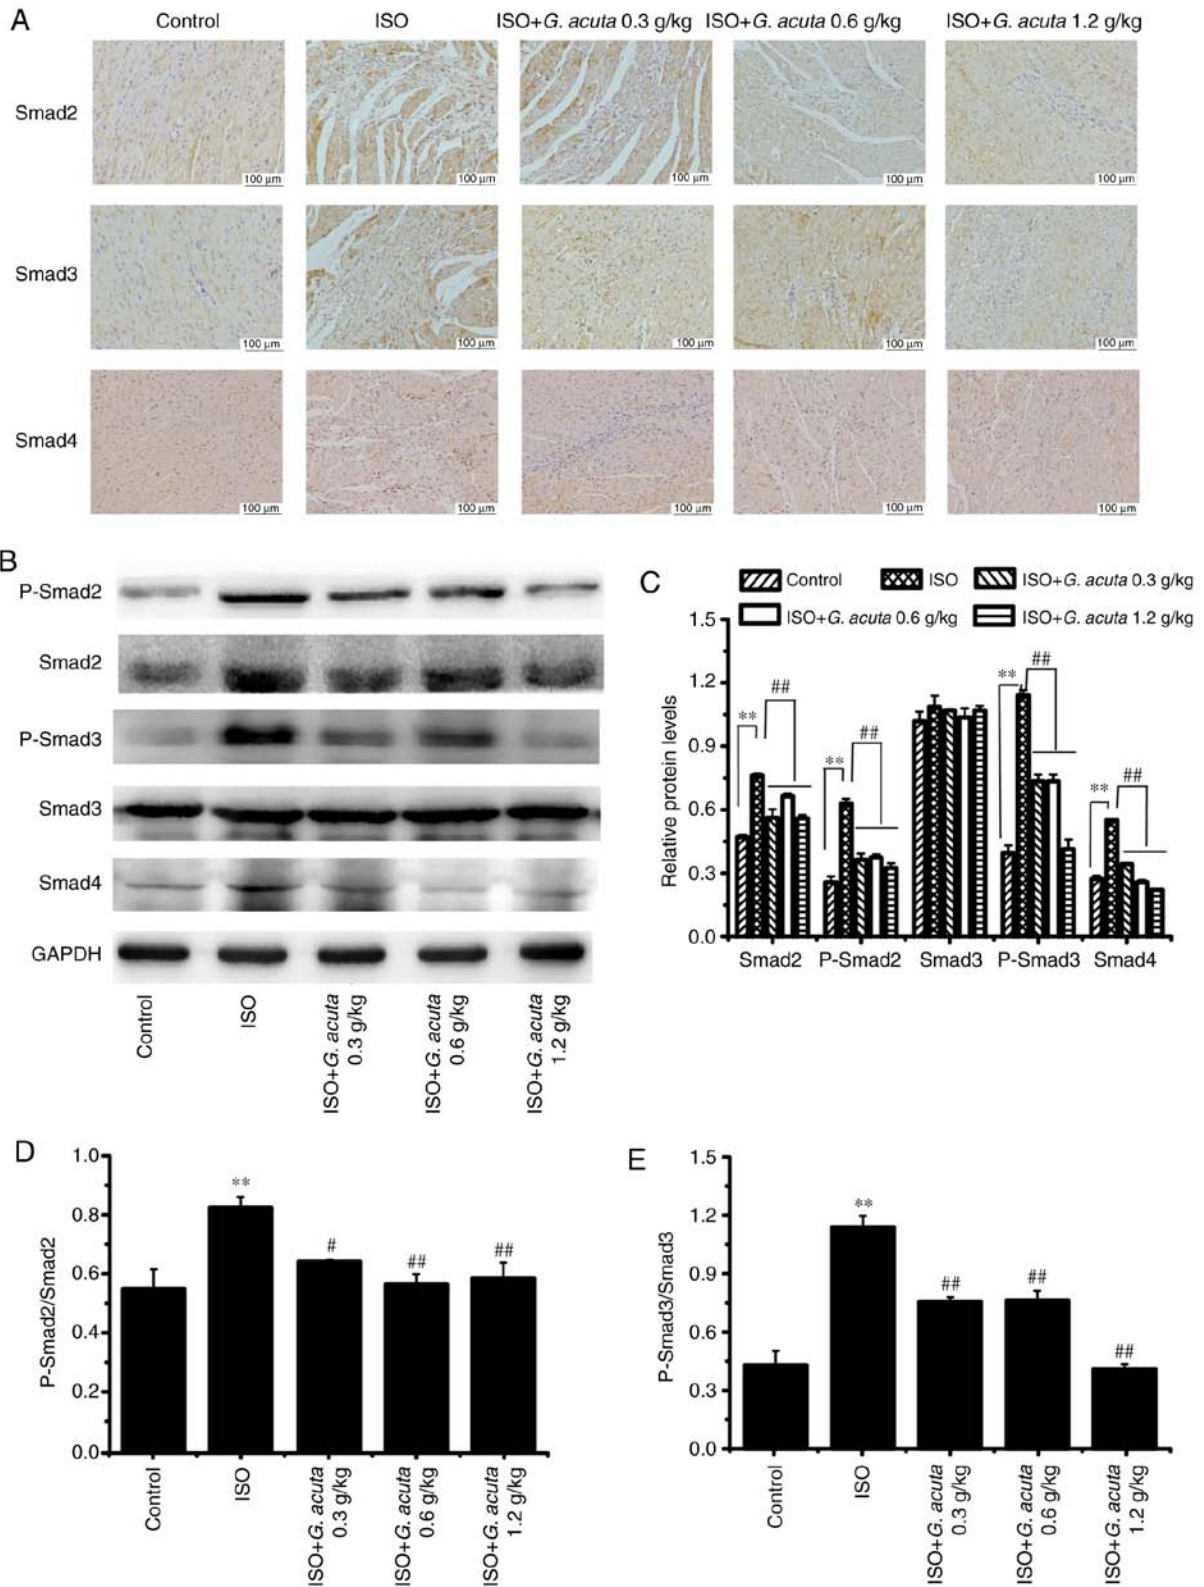 A
Control ISO ISO+G. acuta 0.3 g/kg ISO+G. acuta 0.6 g/kg ISO+G. acuta 1.2 g/kg
Smad2
100 µm 100 µm 100 µm 100 µm 100 µm
Smad3
100 µm 100 µm 100 µm 100 µm 100 µm
Smad4
100 µm 100 µm 100 µm 100 µm 100 µm
B
P-Smad2
Smad2
P-Smad3
Smad3
Smad4
GAPDH
Control
ISO
ISO+G. acuta
0.3 g/kg
ISO+G. acuta
0.6 g/kg
ISO+G. acuta
1.2 g/kg
C
Control ISO ISO+G. acuta 0.3 g/kg
ISO+G. acuta 0.6 g/kg ISO+G. acuta 1.2 g/kg
Relative protein levels
1.5
1.2
0.9
0.6
0.3
0.0
** ##
** ##
** ##
** ##
Smad2 P-Smad2 Smad3 P-Smad3 Smad4
D
P-Smad2/Smad2
1.0
0.8
0.6
0.4
0.2
0.0
** # ## ##
Control
ISO
ISO+G. acuta
0.3 g/kg
ISO+G. acuta
0.6 g/kg
ISO+G. acuta
1.2 g/kg
E
P-Smad3/Smad3
1.5
1.2
0.9
0.6
0.3
0.0
** ## ## ##
Control
ISO
ISO+G. acuta
0.3 g/kg
ISO+G. acuta
0.6 g/kg
ISO+G. acuta
1.2 g/kg